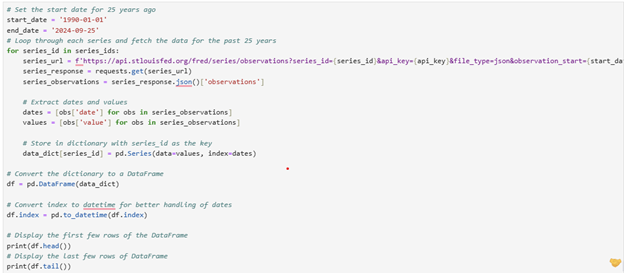 # Set the start date for 25 years ago
start_date = '1990-01-01'
end_date = '2024-09-25'
# Loop through each series and fetch the data for the past 25 years
for series_id in series_ids:
    series_url = f'https://api.stlouisfed.org/fred/series/observations?series_id={series_id}&api_key={api_key}&file_type=json&observation_start={start_da
    series_response = requests.get(series_url)
    series_observations = series_response.json()['observations']
    # Extract dates and values
    dates = [obs['date'] for obs in series_observations]
    values = [obs['value'] for obs in series_observations]
    # Store in dictionary with series_id as the key
    data_dict[series_id] = pd.Series(data=values, index=dates)
# Convert the dictionary to a DataFrame
df = pd.DataFrame(data_dict)
# Convert index to datetime for better handling of dates
df.index = pd.to_datetime(df.index)
# Display the first few rows of the DataFrame
print(df.head())
# Display the last few rows of DataFrame
print(df.tail())